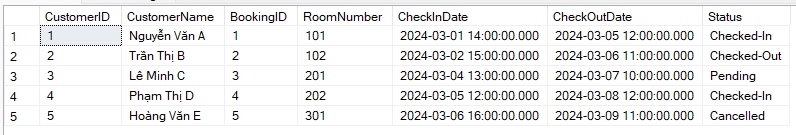 CustomerID CustomerName BookingID RoomNumber CheckInDate CheckOutDate Status
1 1 Nguyễn Văn A 1 101 2024-03-01 14:00:00.000 2024-03-05 12:00:00.000 Checked-In
2 2 Trần Thị B 2 102 2024-03-02 15:00:00.000 2024-03-06 11:00:00.000 Checked-Out
3 3 Lê Minh C 3 201 2024-03-04 13:00:00.000 2024-03-07 10:00:00.000 Pending
4 4 Phạm Thị D 4 202 2024-03-05 12:00:00.000 2024-03-08 12:00:00.000 Checked-In
5 5 Hoàng Văn E 5 301 2024-03-06 16:00:00.000 2024-03-09 11:00:00.000 Cancelled